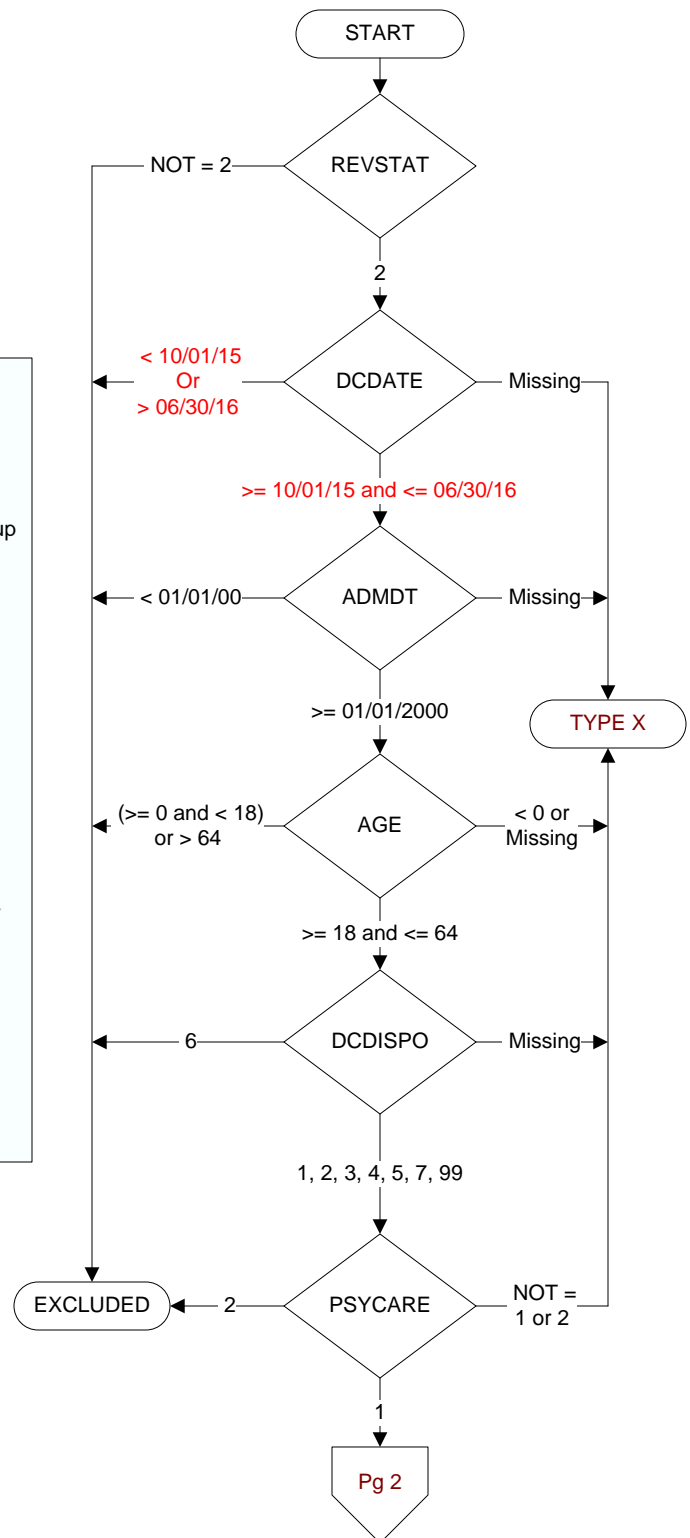 START
NOT = 2
REVSTAT
2
< 10/01/15
Or
> 06/30/16
DCDATE
Missing
>= 10/01/15 and <= 06/30/16
up
< 01/01/00
ADMDT
Missing
>= 01/01/2000
TYPE X
(>= 0 and < 18)
or > 64
AGE
< 0 or
Missing
>= 18 and <= 64
6
DCDISPO
Missing
1, 2, 3, 4, 5, 7, 99
EXCLUDED
2
PSYCARE
NOT =
1 or 2
1
Pg 2